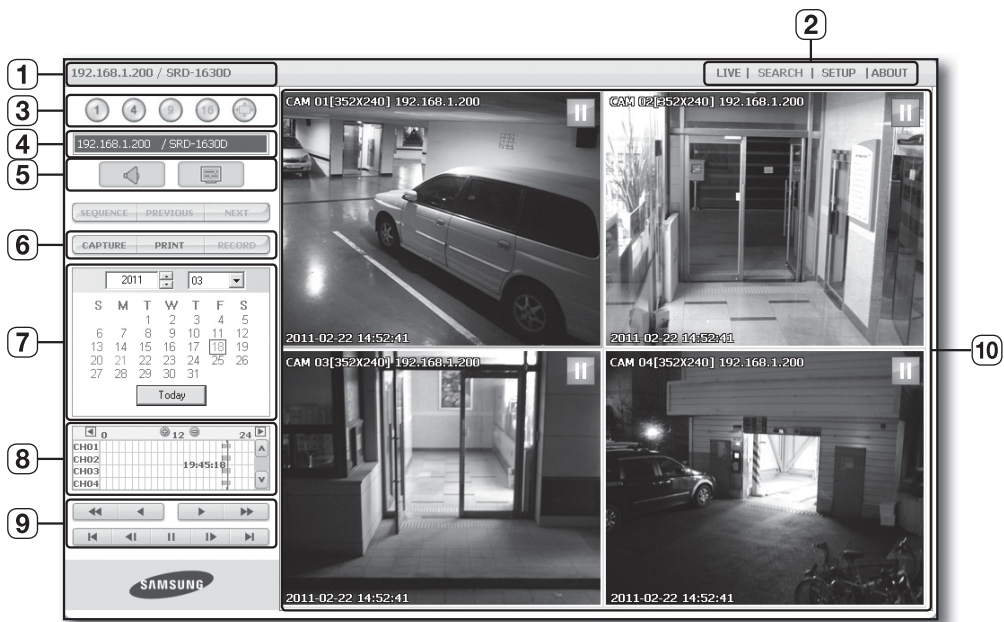 2
1
192.168.1.200 / SRD-1630D
LIVE | SEARCH | SETUP | ABOUT
3
1 4 9 16
4
192.168.1.200 / SRD-1630D
5
SEQUENCE PREVIOUS NEXT
6
CAPTURE PRINT RECORD
7
2011 03
S M T W T F S
1 2 3 4 5
6 7 8 9 10 11 12
13 14 15 16 17 18 19
20 21 22 23 24 25 26
27 28 29 30 31
Today
8
0 12 24
CH01
CH02
19:45:18
CH03
CH04
9
SAMSUNG
CAM 01[352X240] 192.168.1.200
2011-02-22 14:52:41
CAM 02[352X240] 192.168.1.200
2011-02-22 14:52:41
CAM 03[352X240] 192.168.1.200
2011-02-22 14:52:41
CAM 04[352X240] 192.168.1.200
2011-02-22 14:52:41
10